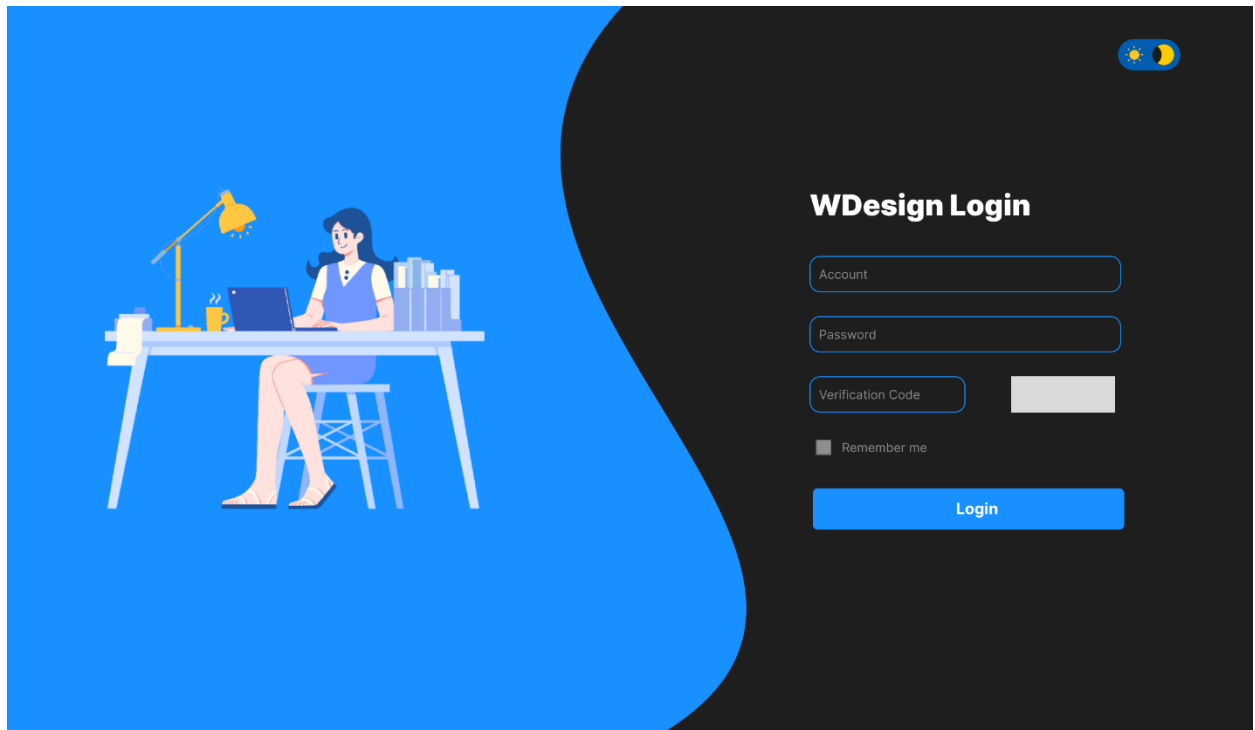 WDesign Login
Account
Password
Verification Code
Remember me
Login